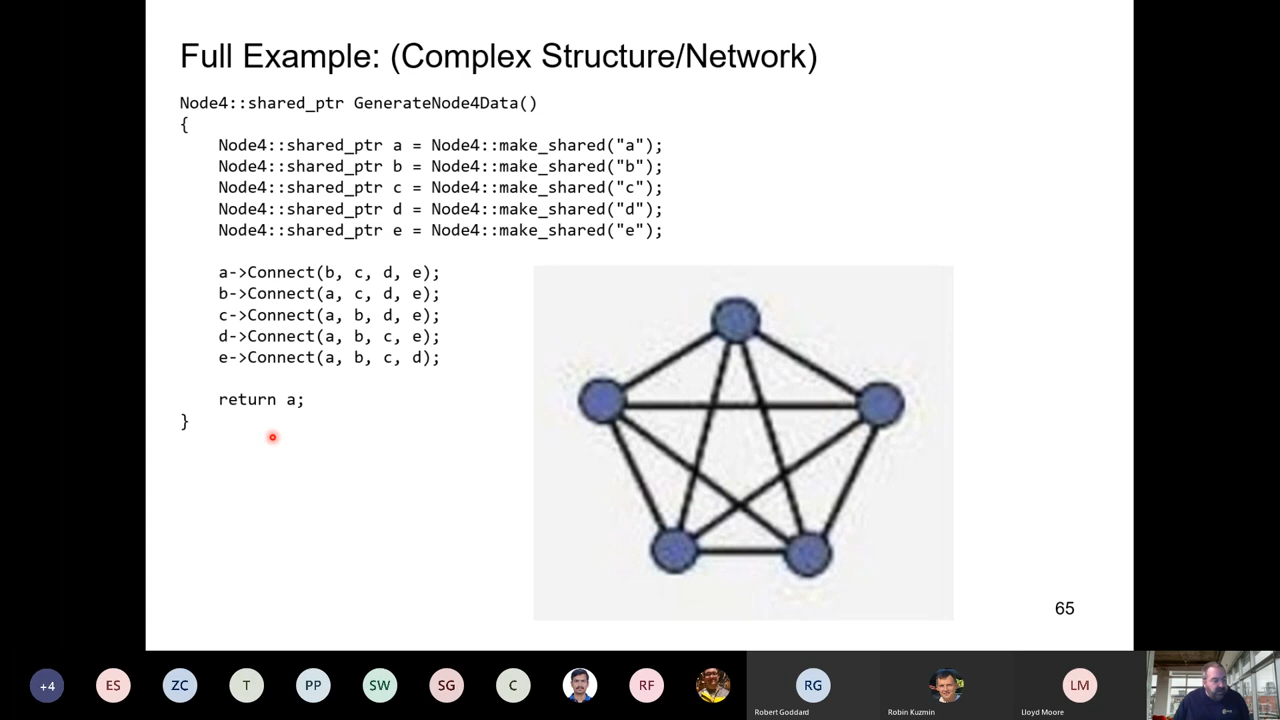 Full Example: (Complex Structure/Network)
Node4::shared_ptr GenerateNode4Data()
{
Node4::shared_ptr a = Node4::make_shared("a");
Node4::shared_ptr b = Node4::make_shared("b");
Node4::shared_ptr c = Node4::make_shared("c");
Node4::shared_ptr d = Node4::make_shared("d");
Node4::shared_ptr e = Node4::make_shared("e");
a->Connect(b, c, d, e);
b->Connect(a, c, d, e);
c->Connect(a, b, d, e);
d->Connect(a, b, c, e);
e->Connect(a, b, c, d);
return a;
}
65
+4 ES ZC T PP SW SG C RF RG LM
Robert Goddard Robin Kuzmin Lloyd Moore